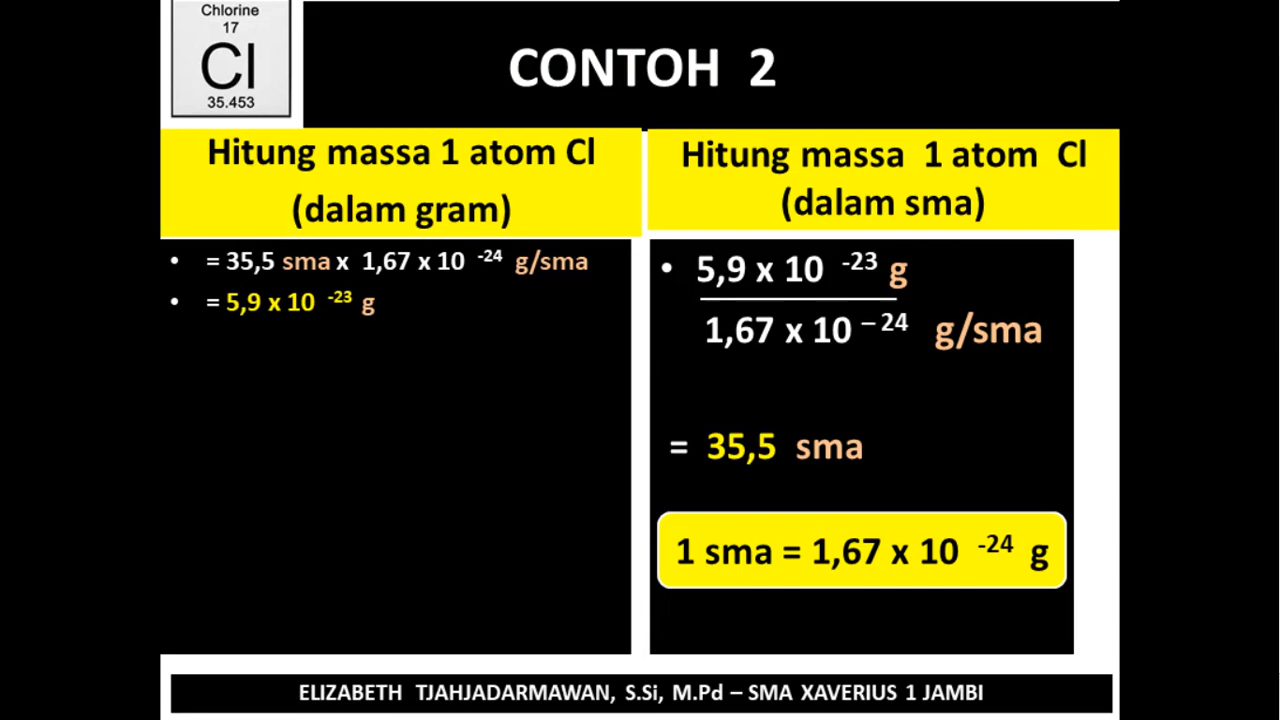 Chlorine
17
Cl
35.453
CONTOH 2
Hitung massa 1 atom Cl
(dalam gram)
• = 35,5 sma x 1,67 x 10 -24 g/sma
• = 5,9 x 10 -23 g
Hitung massa 1 atom Cl
(dalam sma)
• 5,9 x 10 -23 g
1,67 x 10 – 24 g/sma
= 35,5 sma
1 sma = 1,67 x 10 -24 g
ELIZABETH TJAHJADARMAWAN, S.Si, M.Pd – SMA XAVERIUS 1 JAMBI